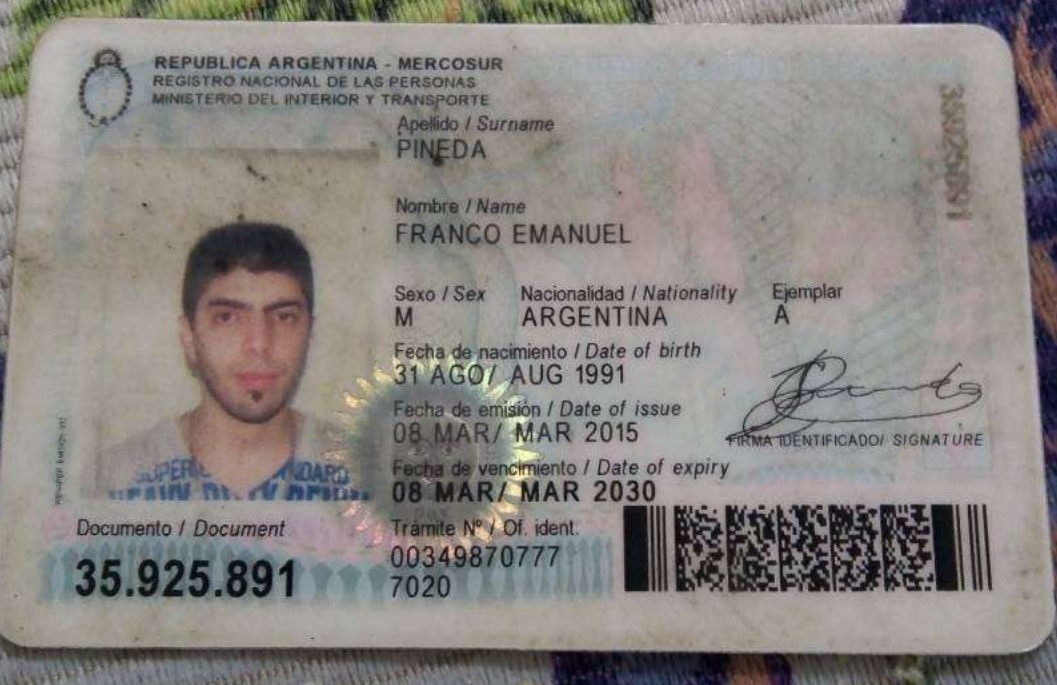 REPUBLICA ARGENTINA - MERCOSUR
REGISTRO NACIONAL DE LAS PERSONAS
MINISTERIO DEL INTERIOR Y TRANSPORTE
Apellido / Surname
PINEDA
Nombre / Name
FRANCO EMANUEL
Sexo / Sex Nacionalidad / Nationality Ejemplar
M ARGENTINA A
Fecha de nacimiento / Date of birth
31 AGO/ AUG 1991
Fecha de emisión / Date of issue
08 MAR/ MAR 2015
FIRMA IDENTIFICADO/ SIGNATURE
Fecha de vencimiento / Date of expiry
08 MAR/ MAR 2030
Documento / Document
35.925.891
Trámite Nº / Of. ident.
00349870777
7020
35925891
SUPER